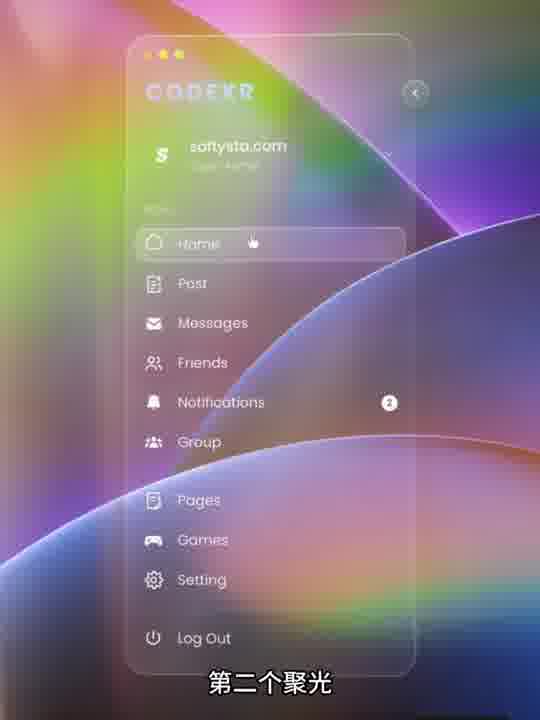 CODEXR
softysta.com
Home
Post
Messages
Friends
Notifications
2
Group
Pages
Games
Setting
Log Out
第二个聚光